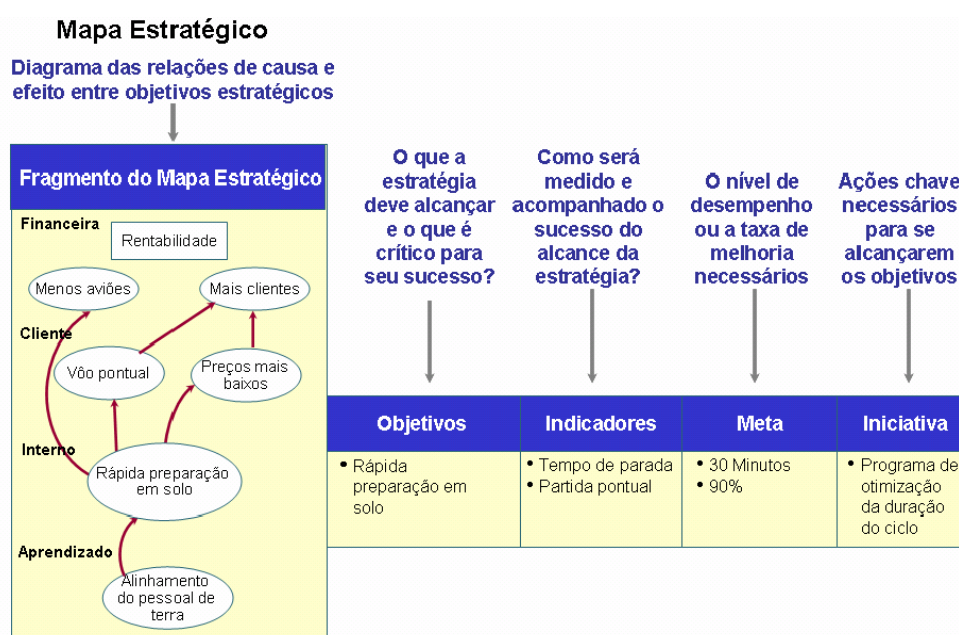 Mapa Estratégico
Diagrama das relações de causa e
efeito entre objetivos estratégicos
Fragmento do Mapa Estratégico
Financeira
Rentabilidade
Menos aviões
Mais clientes
Cliente
Vôo pontual
Preços mais
baixos
Interno
Rápida preparação
em solo
Aprendizado
Alinhamento
do pessoal de
terra
O que a
estratégia
deve alcançar
e o que é
crítico para
seu sucesso?
Como será
medido e
acompanhado o
sucesso do
alcance da
estratégia?
O nível de
desempenho
ou a taxa de
melhoria
necessários
Ações chave
necessários
para se
alcançarem
os objetivos
Objetivos
• Rápida
preparação em
solo
Indicadores
• Tempo de parada
• Partida pontual
Meta
• 30 Minutos
• 90%
Iniciativa
• Programa de
otimização
da duração
do ciclo